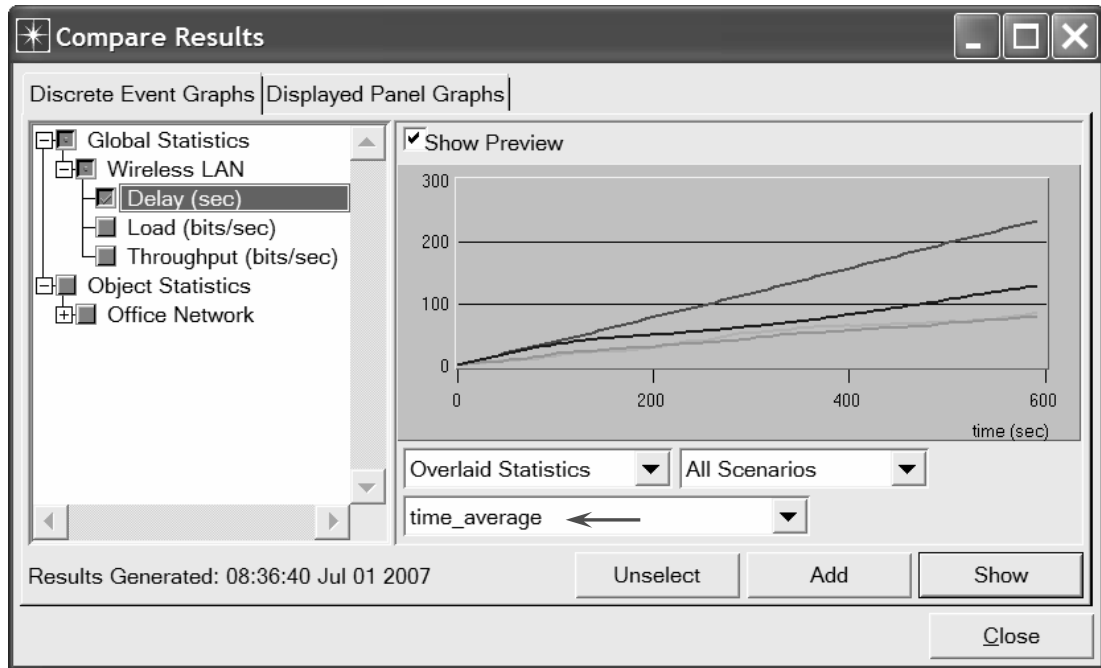 Compare Results
Discrete Event Graphs Displayed Panel Graphs
Global Statistics
Wireless LAN
Delay (sec)
Load (bits/sec)
Throughput (bits/sec)
Object Statistics
Office Network
Show Preview
300
200
100
0
0 200 400 600
time (sec)
Overlaid Statistics All Scenarios
time_average
Results Generated: 08:36:40 Jul 01 2007 Unselect Add Show
Close